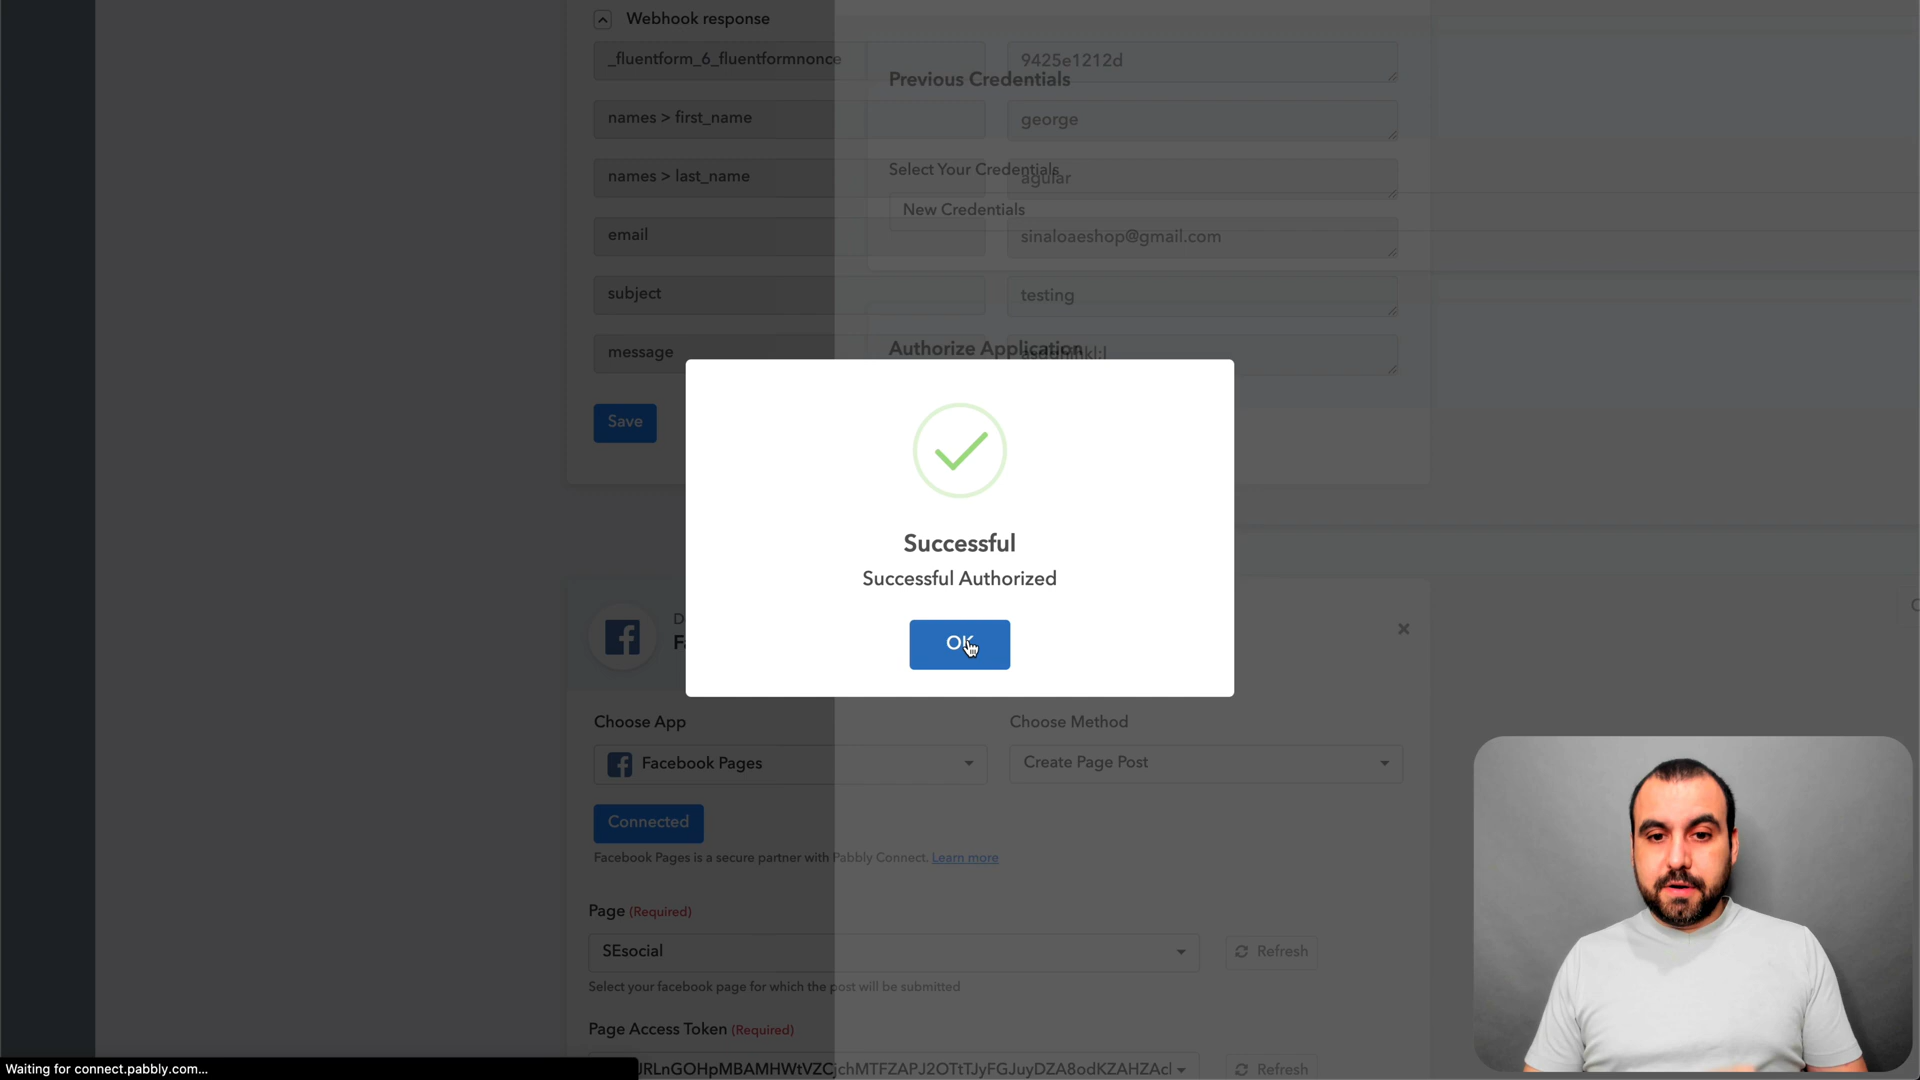 Webhook response
_fluentform_6_fluentformnonce
9425e1212d
Previous Credentials
names > first_name
george
Select Your Credentials
names > last_name
agular
New Credentials
email
sinaloaeshop@gmail.com
subject
testing
Authorize Application
message
Save
Successful
Successful Authorized
OK
Choose App
Choose Method
Facebook Pages
Create Page Post
Connected
Facebook Pages is a secure partner with Pabbly Connect. Learn more
Page (Required)
SEsocial
Refresh
Select your facebook page for which the post will be submitted
Page Access Token (Required)
Refresh
Waiting for connect.pabbly.com...